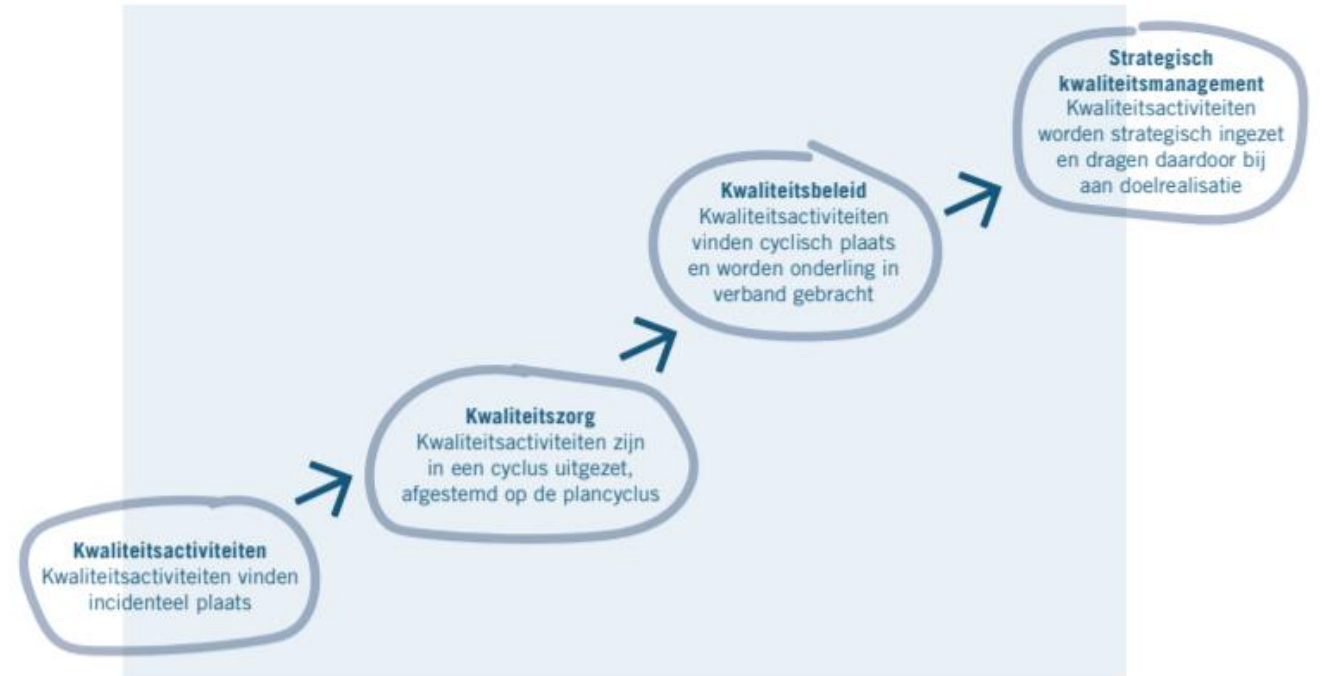 Strategisch
kwaliteitsmanagement
Kwaliteitsactiviteiten
worden strategisch ingezet
en dragen daardoor bij
aan doelrealisatie
Kwaliteitsbeleid
Kwaliteitsactiviteiten
vinden cyclisch plaats
en worden onderling in
verband gebracht
Kwaliteitszorg
Kwaliteitsactiviteiten zijn
in een cyclus uitgezet,
afgestemd op de plancyclus
Kwaliteitsactiviteiten
Kwaliteitsactiviteiten vinden
incidenteel plaats